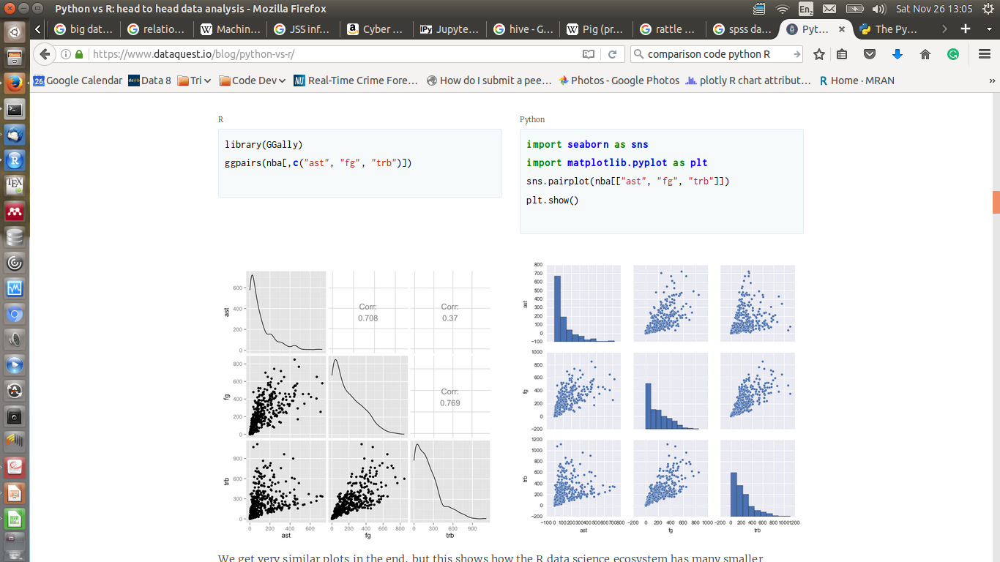 Python vs R: head to head data analysis - Mozilla Firefox
En2
Sat Nov 26 13:05
big dat...
relatio...
W Machin...
JSS inf...
a Cyber ...
IPy Jupyte...
hive - G...
W Pig (pr...
rattle ...
spss da...
Pyt...
The Py...
https://www.dataquest.io/blog/python-vs-r/
comparison code python R
26 Google Calendar
Data 8
Tri
Code Dev
NU Real-Time Crime Fore...
How do I submit a pee...
Photos - Google Photos
plotly R chart attribut...
R Home · MRAN
R
library(GGally)
ggpairs(nba[,c("ast", "fg", "trb")])
Python
import seaborn as sns
import matplotlib.pyplot as plt
sns.pairplot(nba[["ast", "fg", "trb"]])
plt.show()
ast
600
400
200
0
Corr:
0.708
Corr:
0.37
fg
800
600
400
200
0
Corr:
0.769
trb
900
600
300
0
0 200 400 600
0 200 400 600 800
0 300 600 900
ast
fg
trb
ast
800
700
600
500
400
300
200
100
0
−100
fg
1000
800
600
400
200
0
−200
trb
1200
1000
800
600
400
200
0
−200
−100 0 100200300400500600700800
−200 0 200 400 600 800 1000
−200 0 200 400 600 800 1000 1200
ast
fg
trb
We get very similar plots in the end, but this shows how the R data science ecosystem has many smaller